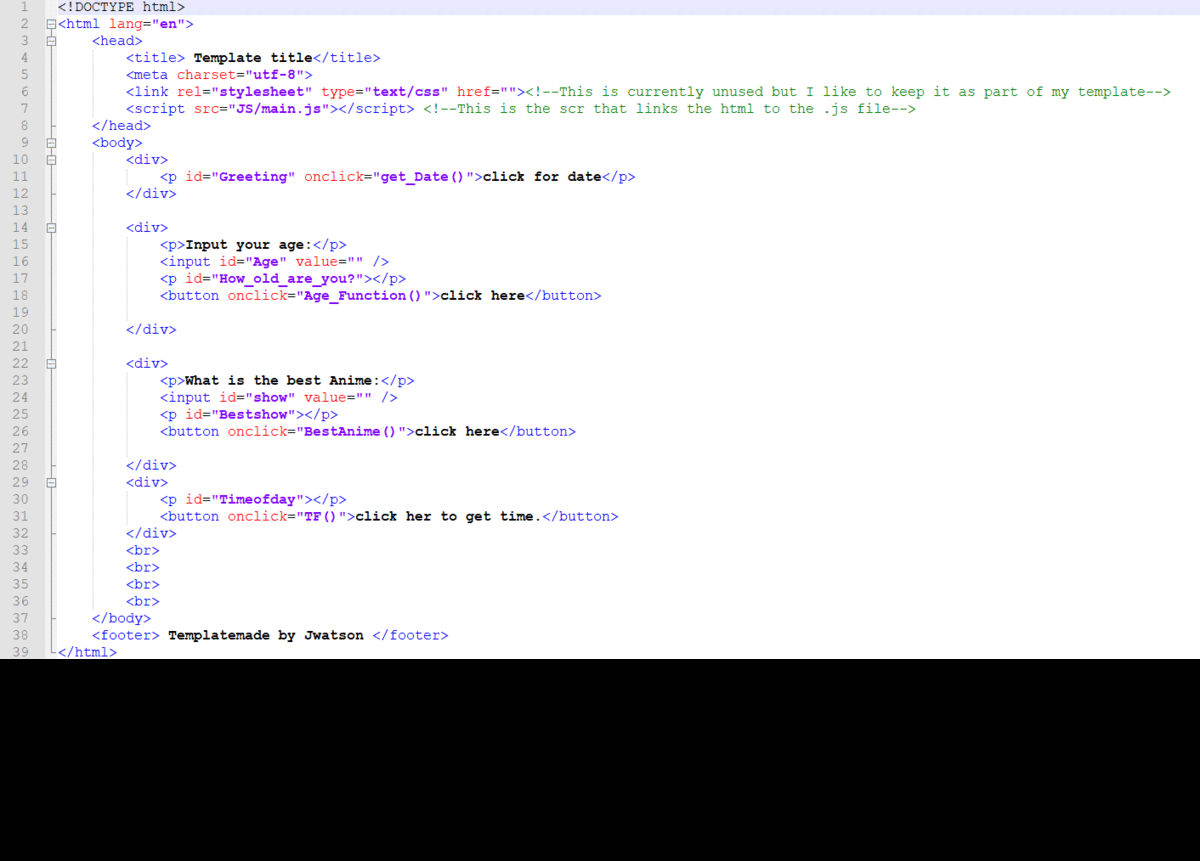 1 <!DOCTYPE html>
2 <html lang="en">
3 <head>
4 <title> Template title</title>
5 <meta charset="utf-8">
6 <link rel="stylesheet" type="text/css" href=""><!--This is currently unused but I like to keep it as part of my template-->
7 <script src="JS/main.js"></script> <!--This is the scr that links the html to the .js file-->
8 </head>
9 <body>
10 <div>
11 <p id="Greeting" onclick="get_Date()">click for date</p>
12 </div>
13
14 <div>
15 <p>Input your age:</p>
16 <input id="Age" value="" />
17 <p id="How_old_are_you?"></p>
18 <button onclick="Age_Function()">click here</button>
19
20 </div>
21
22 <div>
23 <p>What is the best Anime:</p>
24 <input id="show" value="" />
25 <p id="Bestshow"></p>
26 <button onclick="BestAnime()">click here</button>
27
28 </div>
29 <div>
30 <p id="Timeofday"></p>
31 <button onclick="TF()">click her to get time.</button>
32 </div>
33 <br>
34 <br>
35 <br>
36 <br>
37 </body>
38 <footer> Templatemade by Jwatson </footer>
39 </html>